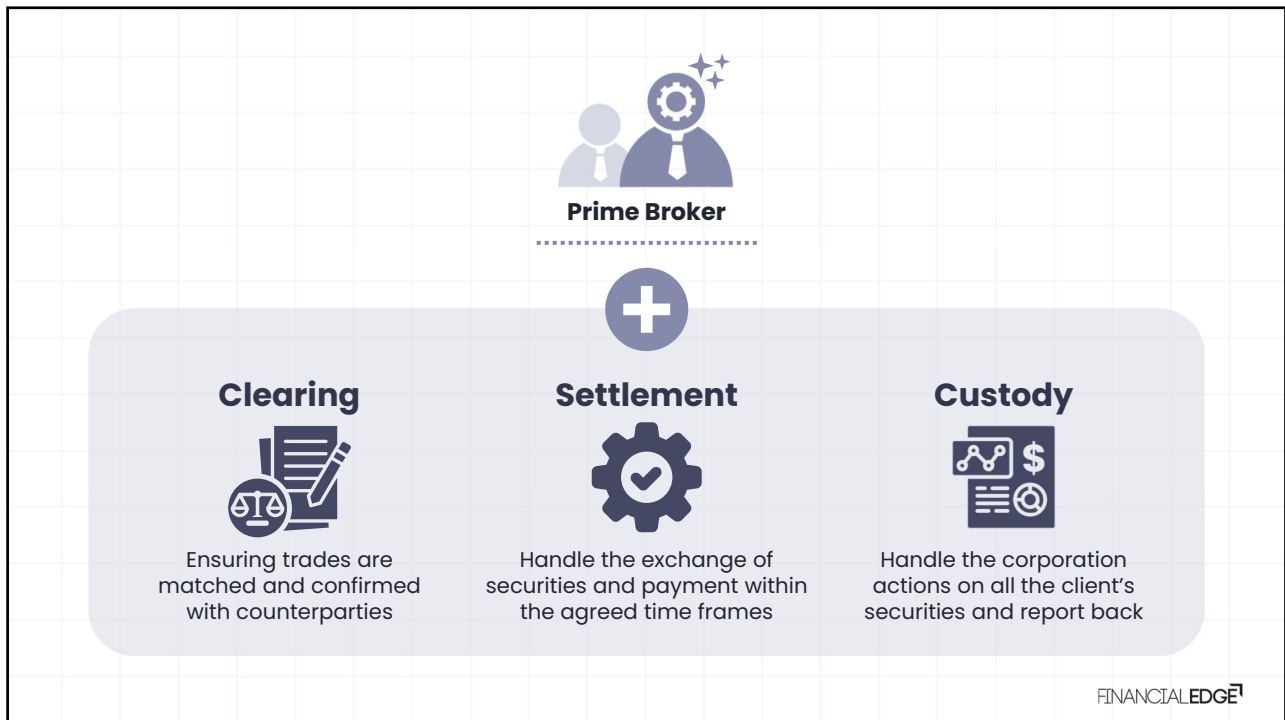 Prime Broker
Clearing
Ensuring trades are
matched and confirmed
with counterparties
Settlement
Handle the exchange of
securities and payment within
the agreed time frames
Custody
$
Handle the corporation
actions on all the client's
securities and report back
FINANCIALEDGE